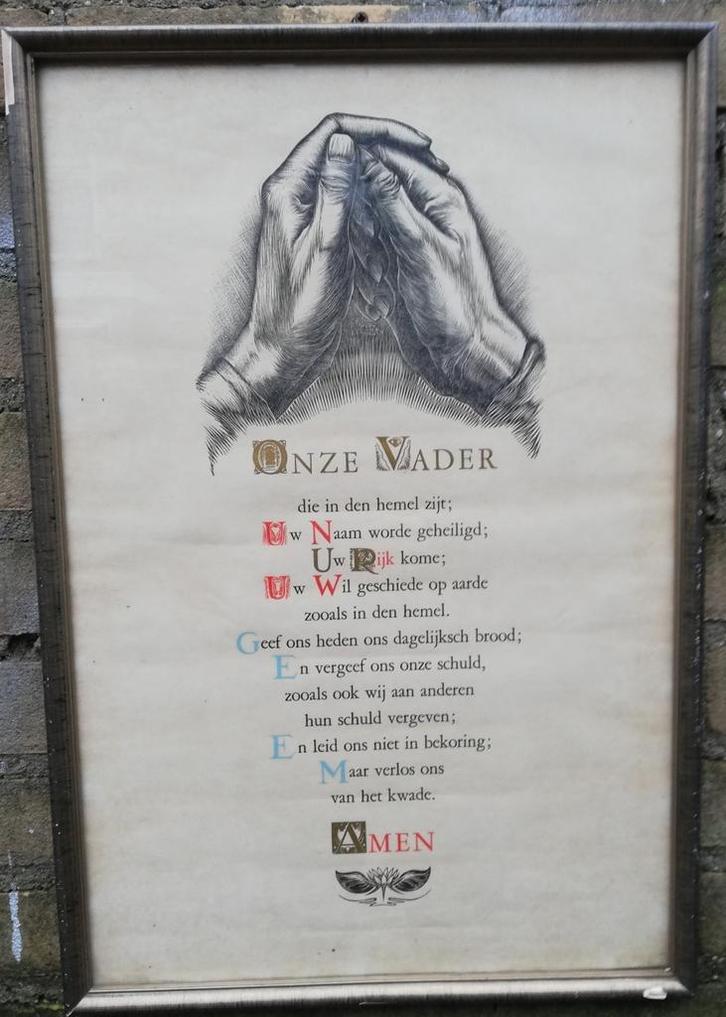 ONZE VADER
die in den hemel zijt;
Uw Naam worde geheiligd;
Uw Rijk kome;
Uw Wil geschiede op aarde
zooals in den hemel.
Geef ons heden ons dagelijksch brood;
En vergeef ons onze schuld,
zooals ook wij aan anderen
hun schuld vergeven;
En leid ons niet in bekoring;
Maar verlos ons
van het kwade.
AMEN